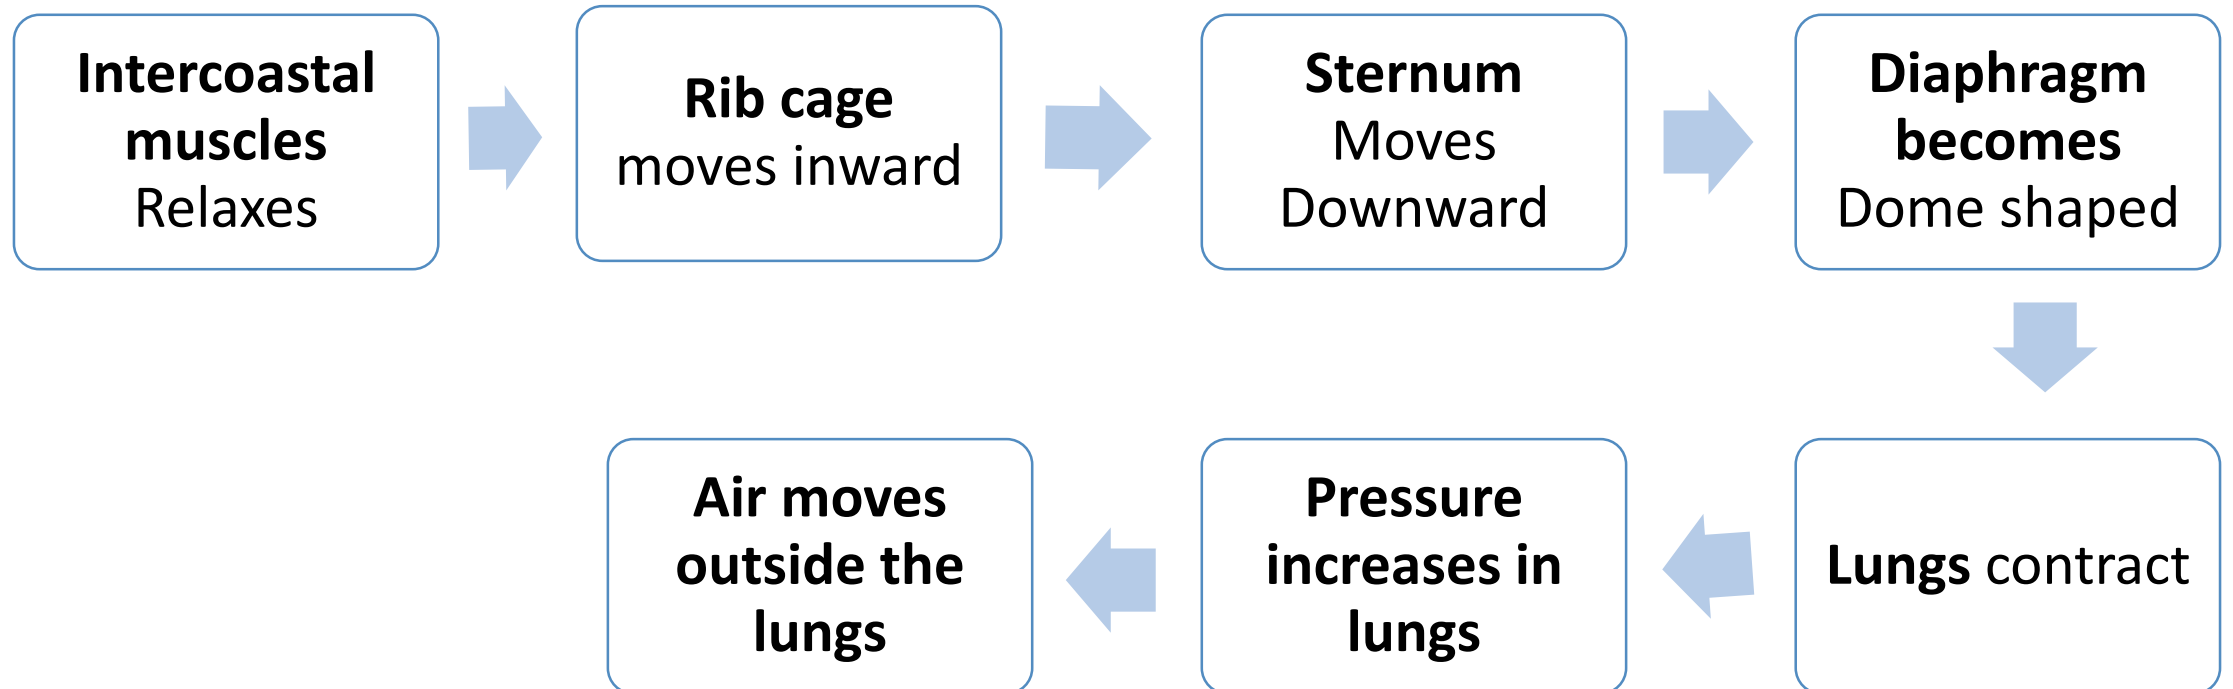 Intercoastal
muscles
Relaxes
Rib cage
moves inward
Sternum
Moves
Downward
Diaphragm
becomes
Dome shaped
Lungs contract
Pressure
increases in
lungs
Air moves
outside the
lungs